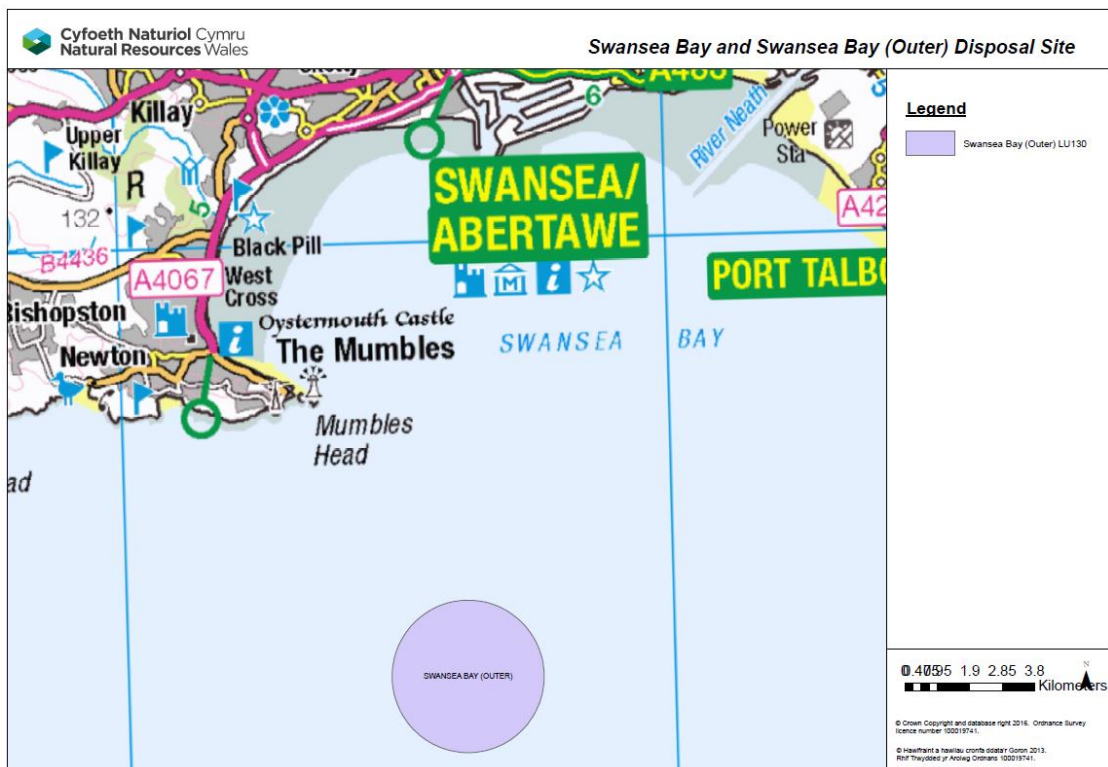 Cyfoeth Naturiol Cymru
Natural Resources Wales
Swansea Bay and Swansea Bay (Outer) Disposal Site
A483
Killay
6
River Neath
Upper
Killay
Power
Sta
R
SWANSEA/
ABERTAWE
132
5
A42
Black Pill
B4436
A4067
West
Cross
PORT TALBO
Bishopston
Oystermouth Castle
The Mumbles
SWANSEA BAY
Newton
Mumbles
Head
ad
SWANSEA BAY (OUTER)
Legend
Swansea Bay (Outer) LU130
0 0.475 0.95 1.9 2.85 3.8
Kilometers
N
© Crown Copyright and database right 2016. Ordnance Survey
licence number 100019741.
© Hawlfraint a hawliau cronfa ddata'r Goron 2013.
Rhif Trwydded yr Arolwg Ordnans 100019741.